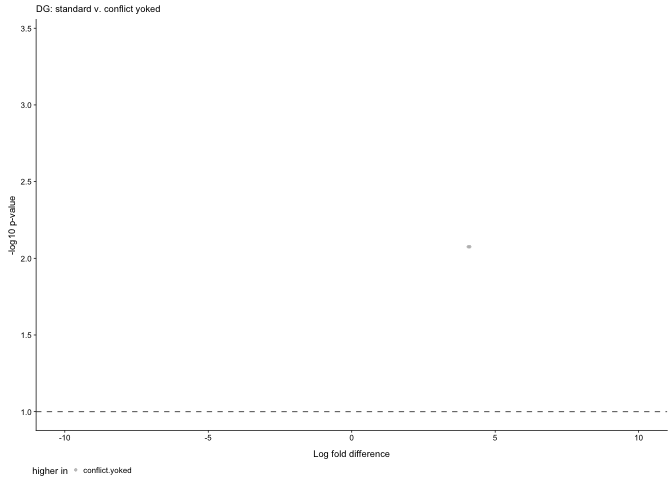 DG: standard v. conflict yoked
3.5
3.0
2.5
2.0
1.5
1.0
-log10 p-value
-10
-5
0
5
10
Log fold difference
higher in
conflict.yoked